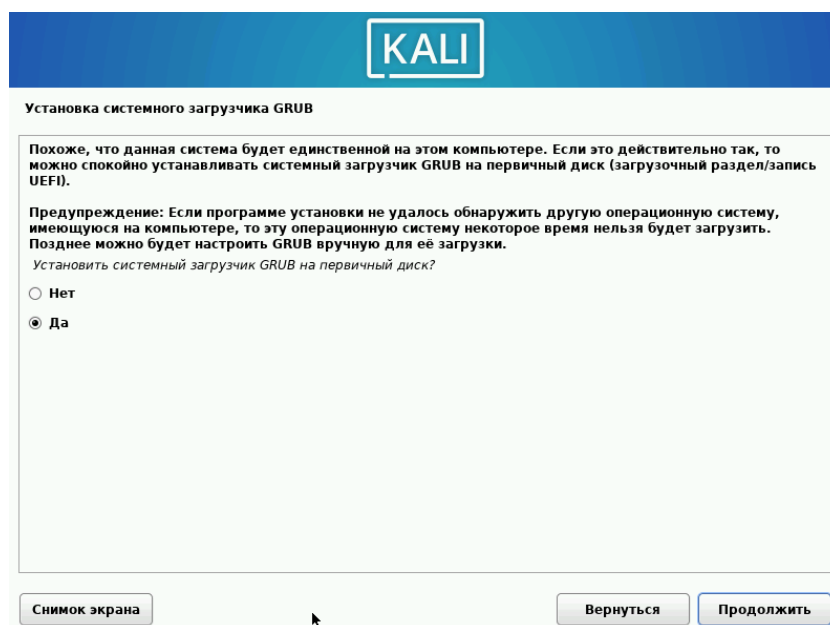 KALI
Установка системного загрузчика GRUB
Похоже, что данная система будет единственной на этом компьютере. Если это действительно так, то
можно спокойно устанавливать системный загрузчик GRUB на первичный диск (загрузочный раздел/запись
UEFI).
Предупреждение: Если программе установки не удалось обнаружить другую операционную систему,
имеющуюся на компьютере, то эту операционную систему некоторое время нельзя будет загрузить.
Позднее можно будет настроить GRUB вручную для её загрузки.
Установить системный загрузчик GRUB на первичный диск?
Нет
Да
Снимок экрана
Вернуться
Продолжить